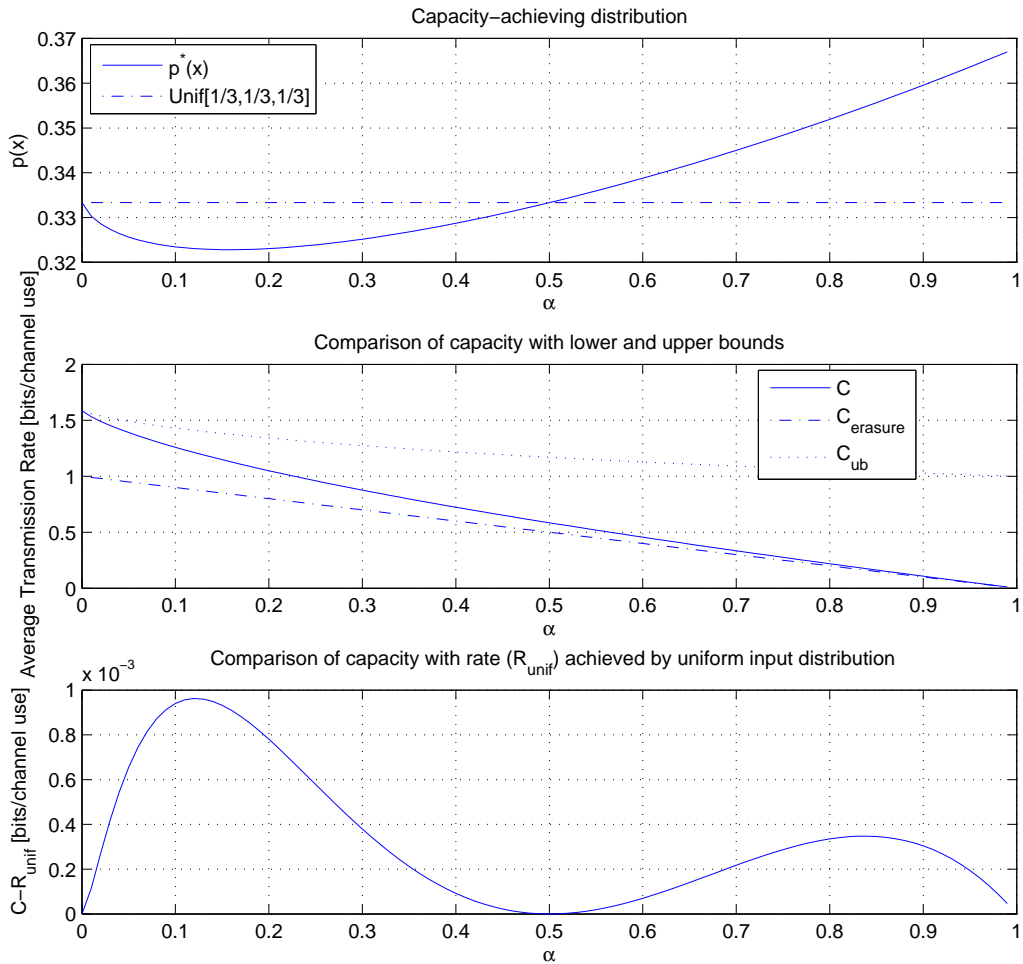 Capacity−achieving distribution
p*(x)
Unif[1/3,1/3,1/3]
p(x)
0.37
0.36
0.35
0.34
0.33
0.32
0 0.1 0.2 0.3 0.4 0.5 0.6 0.7 0.8 0.9 1
α
Comparison of capacity with lower and upper bounds
C
C_erasure
C_ub
Average Transmission Rate [bits/channel use]
2
1.5
1
0.5
0
0 0.1 0.2 0.3 0.4 0.5 0.6 0.7 0.8 0.9 1
α
Comparison of capacity with rate (R_unif) achieved by uniform input distribution
x 10^−3
C−R_unif [bits/channel use]
1
0.8
0.6
0.4
0.2
0
0 0.1 0.2 0.3 0.4 0.5 0.6 0.7 0.8 0.9 1
α